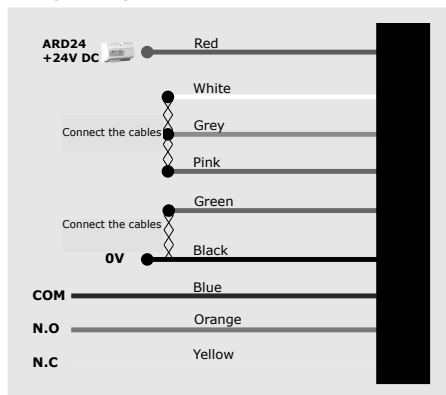 ARD24
+24V DC
Red
White
Connect the cables
Grey
Pink
Green
Connect the cables
Black
0V
Blue
COM
Orange
N.O
Yellow
N.C